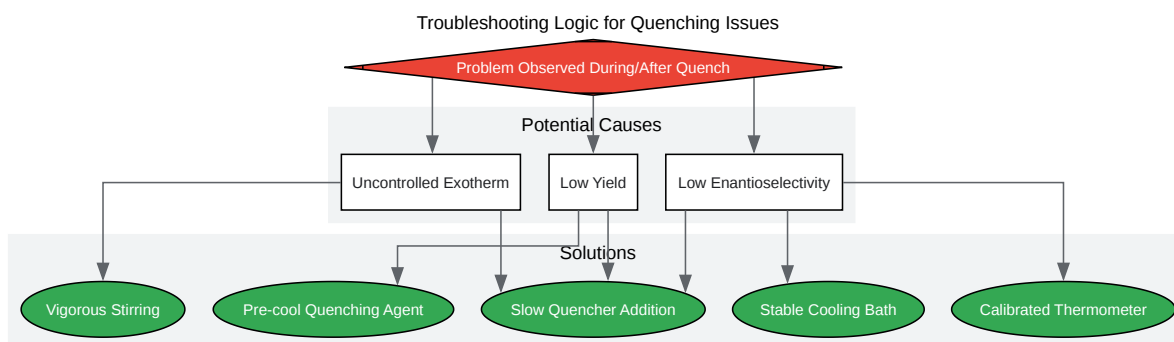 Troubleshooting Logic for Quenching Issues
Problem Observed During/After Quench
Potential Causes
Uncontrolled Exotherm
Low Yield
Low Enantioselectivity
Solutions
Vigorous Stirring
Pre-cool Quenching Agent
Slow Quencher Addition
Stable Cooling Bath
Calibrated Thermometer